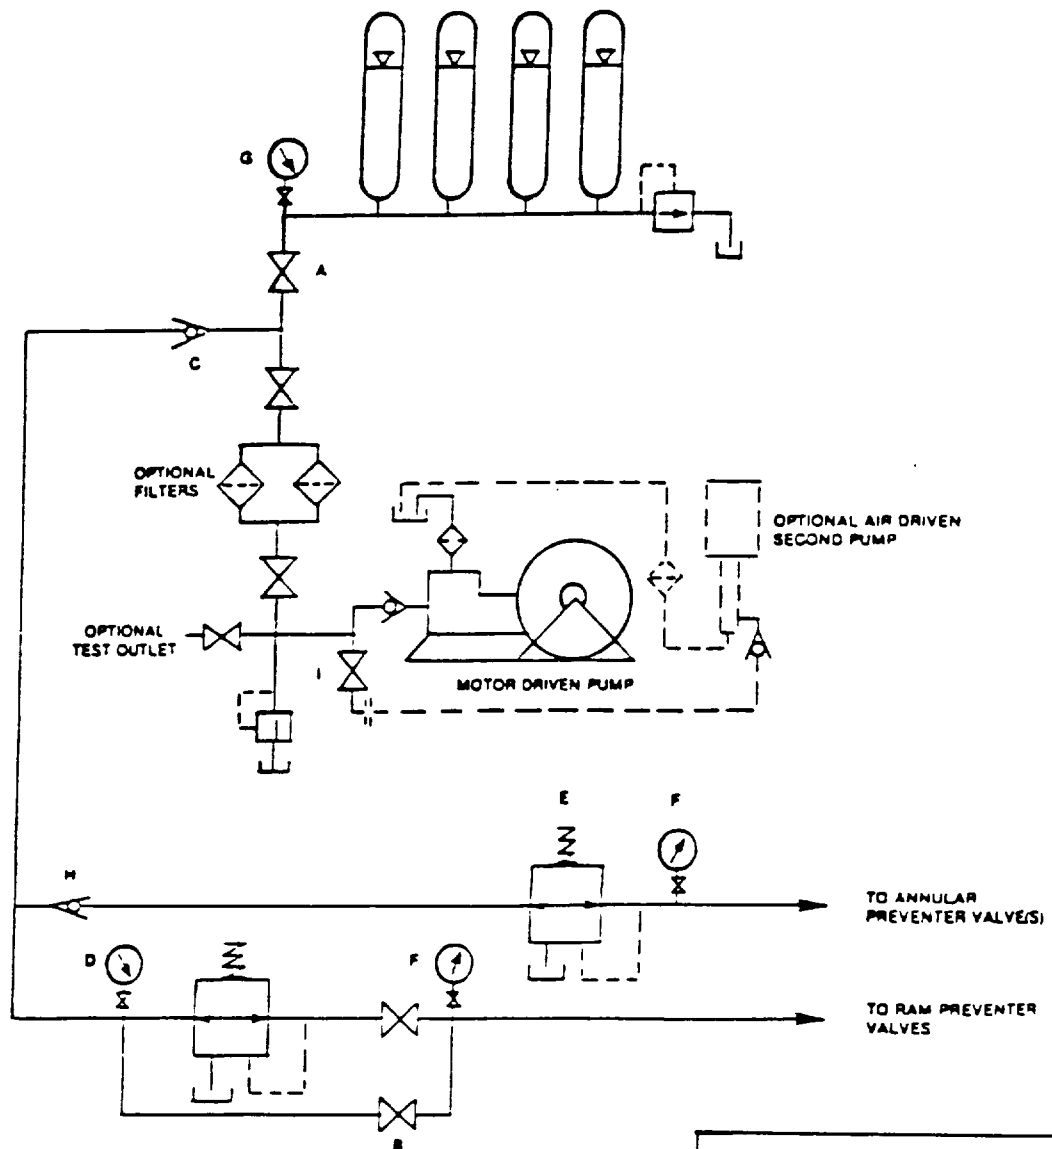 G
A
C
OPTIONAL
FILTERS
OPTIONAL AIR DRIVEN
SECOND PUMP
OPTIONAL
TEST OUTLET
I
MOTOR DRIVEN PUMP
E
F
H
TO ANNULAR
PREVENTER VALVE(S)
D
F
TO RAM PREVENTER
VALVES
B